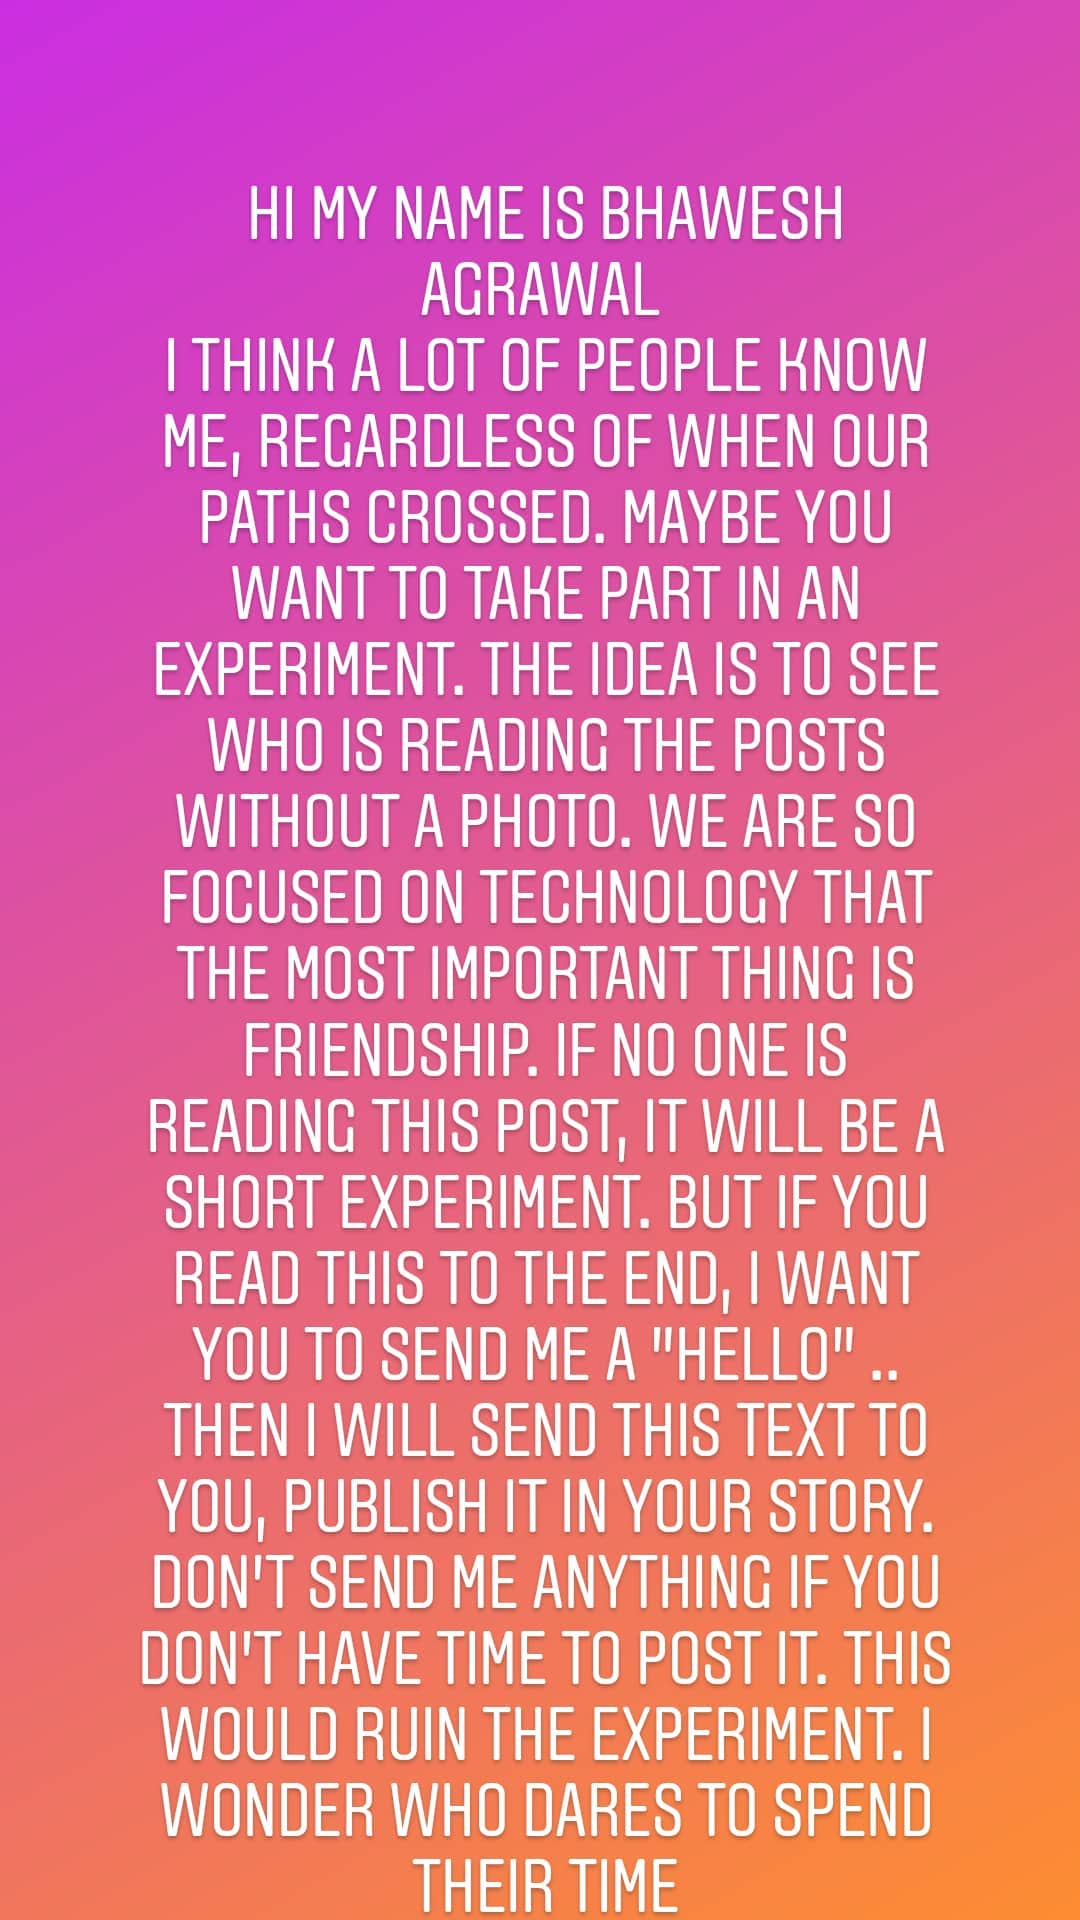 HI MY NAME IS BHAWESH
AGRAWAL
I THINK A LOT OF PEOPLE KNOW
ME, REGARDLESS OF WHEN OUR
PATHS CROSSED. MAYBE YOU
WANT TO TAKE PART IN AN
EXPERIMENT. THE IDEA IS TO SEE
WHO IS READING THE POSTS
WITHOUT A PHOTO. WE ARE SO
FOCUSED ON TECHNOLOGY THAT
THE MOST IMPORTANT THING IS
FRIENDSHIP. IF NO ONE IS
READING THIS POST, IT WILL BE A
SHORT EXPERIMENT. BUT IF YOU
READ THIS TO THE END, I WANT
YOU TO SEND ME A "HELLO" ..
THEN I WILL SEND THIS TEXT TO
YOU, PUBLISH IT IN YOUR STORY.
DON'T SEND ME ANYTHING IF YOU
DON'T HAVE TIME TO POST IT. THIS
WOULD RUIN THE EXPERIMENT. I
WONDER WHO DARES TO SPEND
THEIR TIME